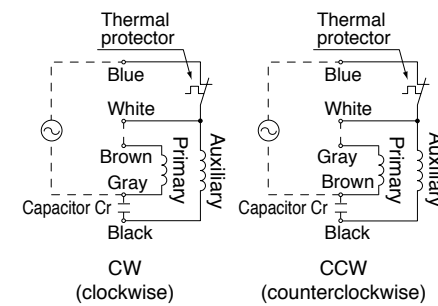 Thermal
protector
Blue
White
Brown
Gray
Primary
Auxiliary
Capacitor Cr
Black
CW
(clockwise)
Thermal
protector
Blue
White
Gray
Brown
Primary
Auxiliary
Capacitor Cr
Black
CCW
(counterclockwise)